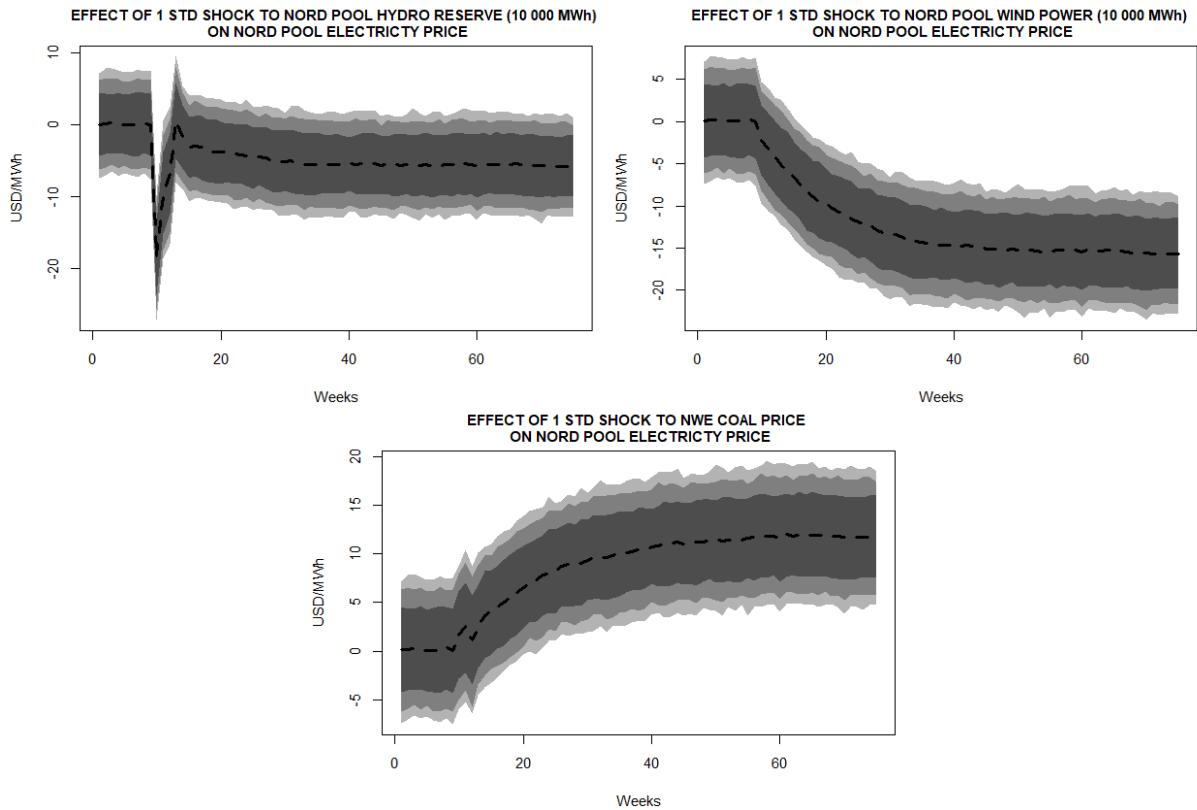 EFFECT OF 1 STD SHOCK TO NORD POOL HYDRO RESERVE (10 000 MWh)
ON NORD POOL ELECTRICTY PRICE
10
0
-10
-20
USD/MWh
0
20
40
60
Weeks
EFFECT OF 1 STD SHOCK TO NORD POOL WIND POWER (10 000 MWh)
ON NORD POOL ELECTRICTY PRICE
5
0
-5
-10
-15
-20
USD/MWh
0
20
40
60
Weeks
EFFECT OF 1 STD SHOCK TO NWE COAL PRICE
ON NORD POOL ELECTRICTY PRICE
20
15
10
5
0
-5
USD/MWh
0
20
40
60
Weeks